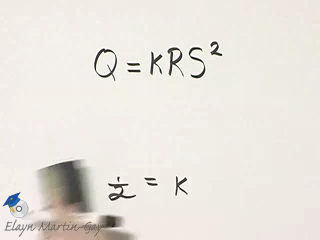 Q = KRS²
½ = K
Elayn Martin-Gay